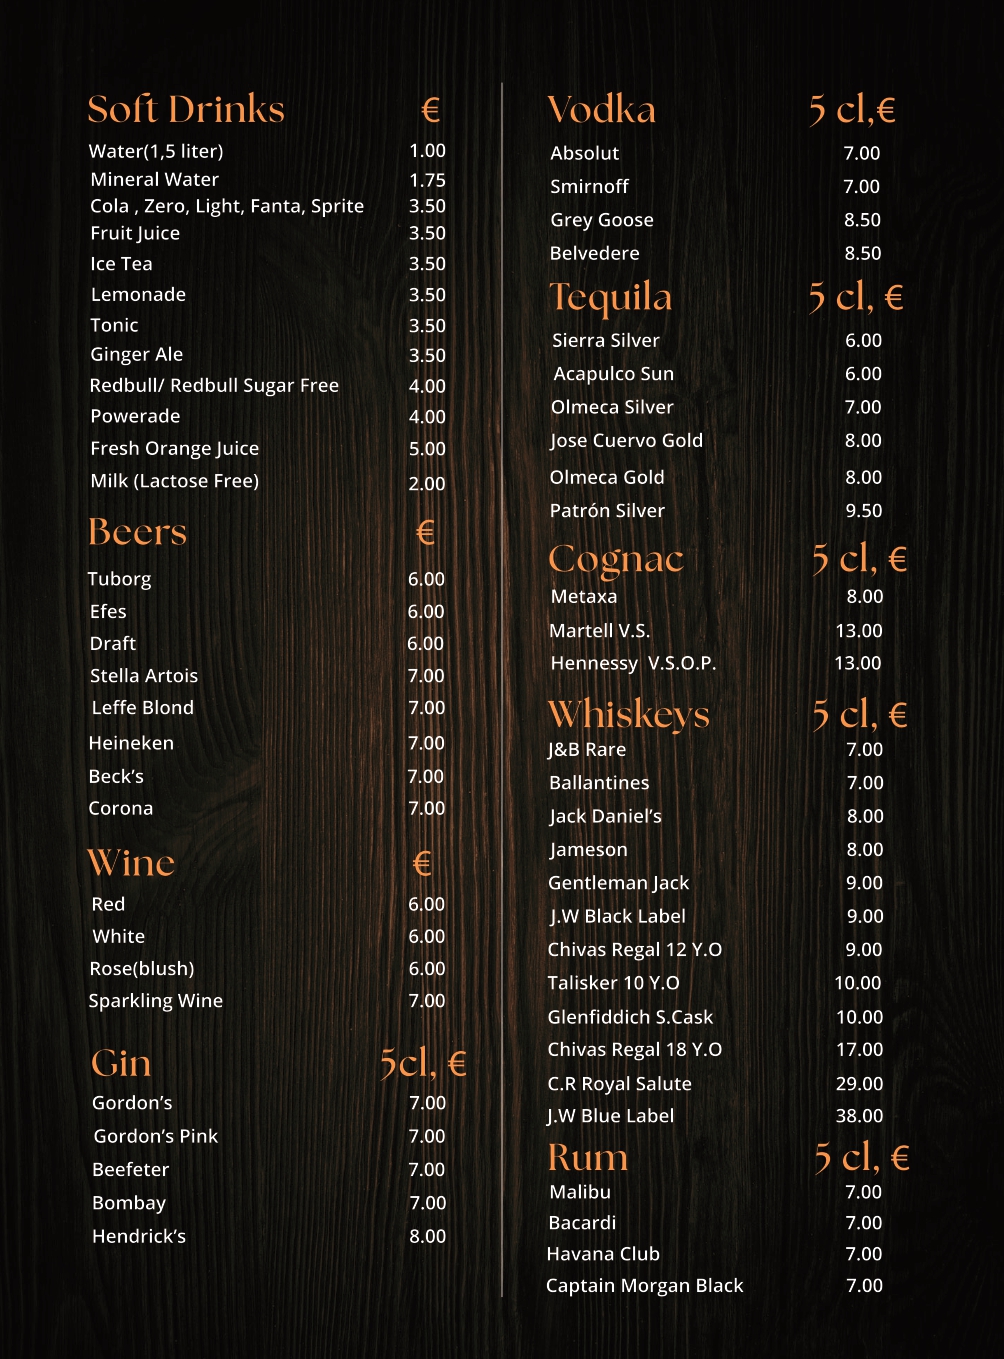 Soft Drinks €
Water(1,5 liter) 1.00
Mineral Water 1.75
Cola , Zero, Light, Fanta, Sprite 3.50
Fruit Juice 3.50
Ice Tea 3.50
Lemonade 3.50
Tonic 3.50
Ginger Ale 3.50
Redbull/ Redbull Sugar Free 4.00
Powerade 4.00
Fresh Orange Juice 5.00
Milk (Lactose Free) 2.00
Beers €
Tuborg 6.00
Efes 6.00
Draft 6.00
Stella Artois 7.00
Leffe Blond 7.00
Heineken 7.00
Beck’s 7.00
Corona 7.00
Wine €
Red 6.00
White 6.00
Rose(blush) 6.00
Sparkling Wine 7.00
Gin 5cl, €
Gordon’s 7.00
Gordon’s Pink 7.00
Beefeter 7.00
Bombay 7.00
Hendrick’s 8.00
Vodka 5 cl,€
Absolut 7.00
Smirnoff 7.00
Grey Goose 8.50
Belvedere 8.50
Tequila 5 cl, €
Sierra Silver 6.00
Acapulco Sun 6.00
Olmeca Silver 7.00
Jose Cuervo Gold 8.00
Olmeca Gold 8.00
Patrón Silver 9.50
Cognac 5 cl, €
Metaxa 8.00
Martell V.S. 13.00
Hennessy V.S.O.P. 13.00
Whiskeys 5 cl, €
J&B Rare 7.00
Ballantines 7.00
Jack Daniel’s 8.00
Jameson 8.00
Gentleman Jack 9.00
J.W Black Label 9.00
Chivas Regal 12 Y.O 9.00
Talisker 10 Y.O 10.00
Glenfiddich S.Cask 10.00
Chivas Regal 18 Y.O 17.00
C.R Royal Salute 29.00
J.W Blue Label 38.00
Rum 5 cl, €
Malibu 7.00
Bacardi 7.00
Havana Club 7.00
Captain Morgan Black 7.00